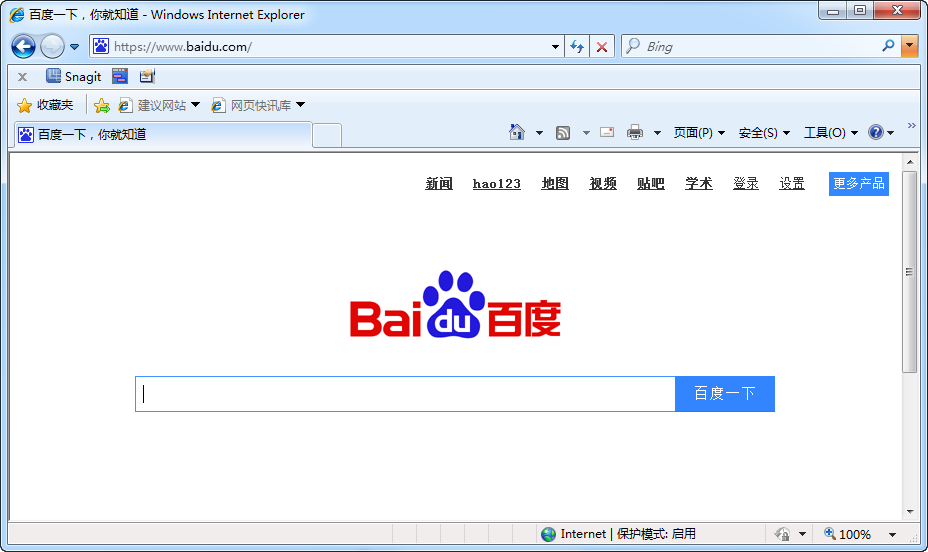 百度一下，你就知道 - Windows Internet Explorer
https://www.baidu.com/
Bing
x Snagit
收藏夹 建议网站 网页快讯库
百度一下，你就知道
页面(P) 安全(S) 工具(O) »
新闻 hao123 地图 视频 贴吧 学术 登录 设置 更多产品
Bai du 百度
百度一下
Internet | 保护模式: 启用 100%